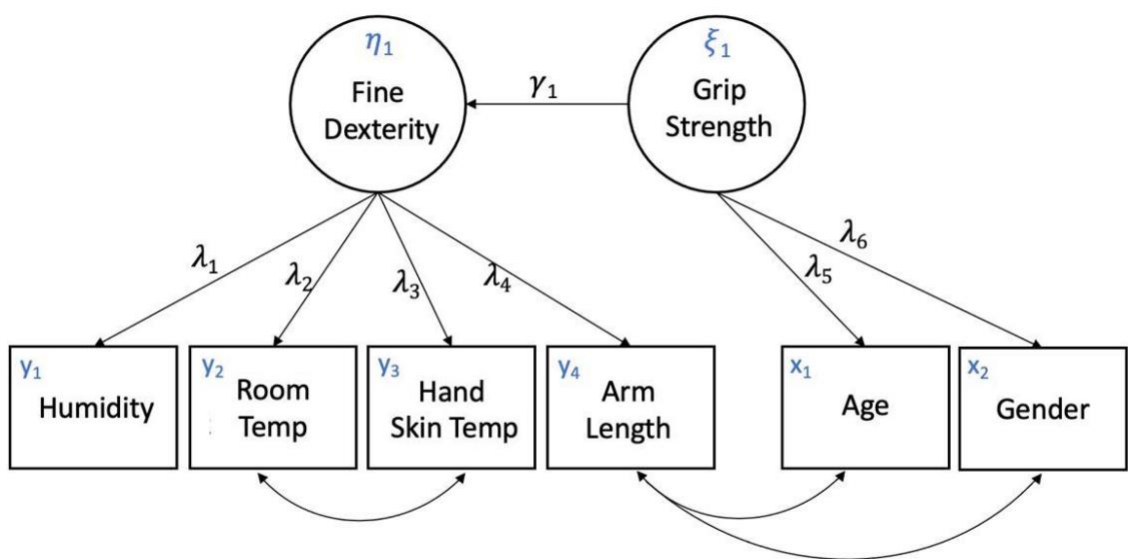 η₁
Fine
Dexterity
γ₁
ξ₁
Grip
Strength
λ₁
λ₂
λ₃
λ₄
λ₅
λ₆
y₁
Humidity
y₂
Room
Temp
y₃
Hand
Skin Temp
y₄
Arm
Length
x₁
Age
x₂
Gender